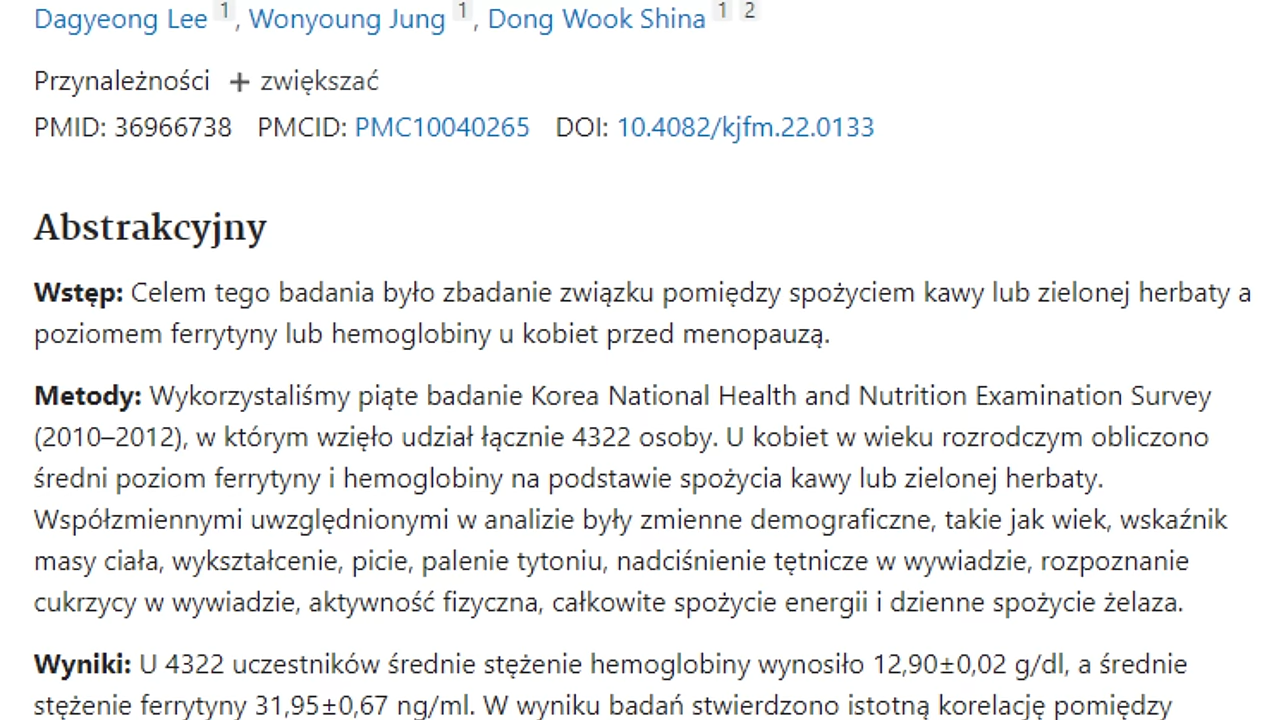 Dagyeong Lee 1, Wonyoung Jung 1, Dong Wook Shina 1 2
Przynależności + zwiększać
PMID: 36966738 PMCID: PMC10040265 DOI: 10.4082/kjfm.22.0133
Abstrakcyjny
Wstęp: Celem tego badania było zbadanie związku pomiędzy spożyciem kawy lub zielonej herbaty a
poziomem ferrytyny lub hemoglobiny u kobiet przed menopauzą.
Metody: Wykorzystaliśmy piąte badanie Korea National Health and Nutrition Examination Survey
(2010–2012), w którym wzięło udział łącznie 4322 osoby. U kobiet w wieku rozrodczym obliczono
średni poziom ferrytyny i hemoglobiny na podstawie spożycia kawy lub zielonej herbaty.
Współzmiennymi uwzględnionymi w analizie były zmienne demograficzne, takie jak wiek, wskaźnik
masy ciała, wykształcenie, picie, palenie tytoniu, nadciśnienie tętnicze w wywiadzie, rozpoznanie
cukrzycy w wywiadzie, aktywność fizyczna, całkowite spożycie energii i dzienne spożycie żelaza.
Wyniki: U 4322 uczestników średnie stężenie hemoglobiny wynosiło 12,90±0,02 g/dl, a średnie
stężenie ferrytyny 31,95±0,67 ng/ml. W wyniku badań stwierdzono istotną korelację pomiędzy